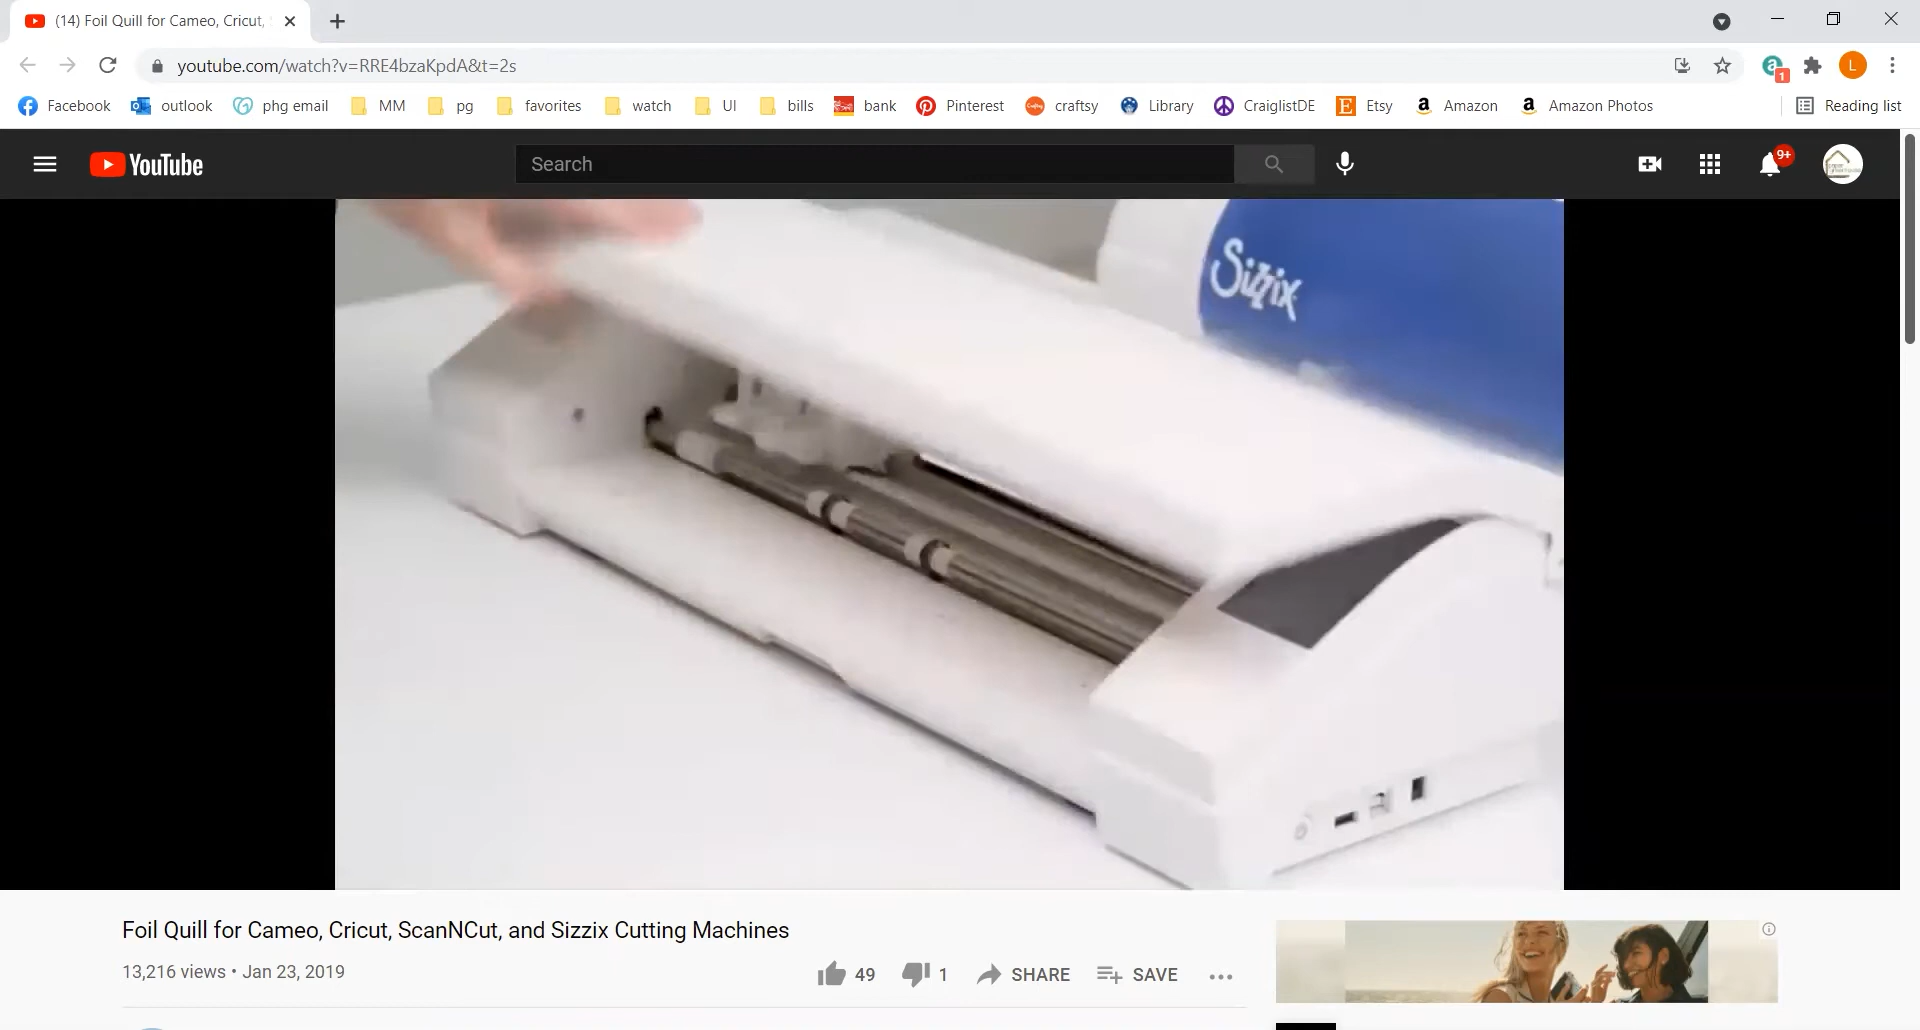 (14) Foil Quill for Cameo, Cricut,
youtube.com/watch?v=RRE4bzaKpdA&t=2s
1
L
Facebook outlook phg email MM pg favorites watch UI bills bank Pinterest craftsy Library CraiglistDE Etsy Amazon Amazon Photos Reading list
YouTube
Search
9+
Sizzix
Foil Quill for Cameo, Cricut, ScanNCut, and Sizzix Cutting Machines
13,216 views • Jan 23, 2019
49 1 SHARE SAVE